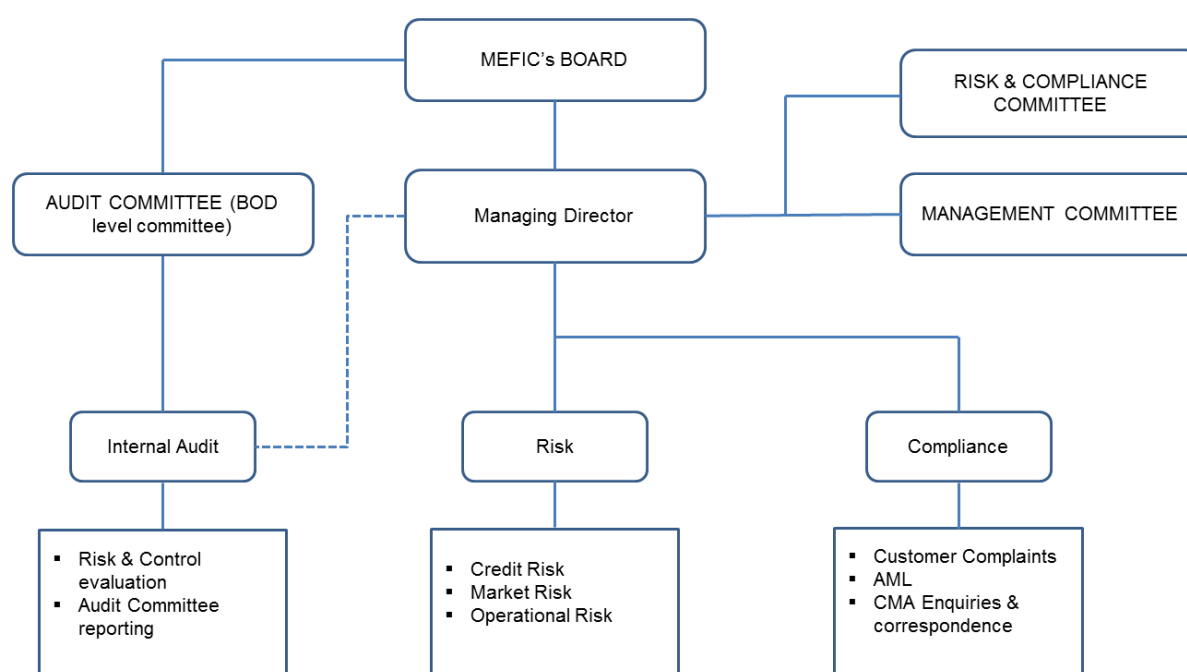 MEFIC’s BOARD
RISK & COMPLIANCE
COMMITTEE
AUDIT COMMITTEE (BOD
level committee)
Managing Director
MANAGEMENT COMMITTEE
Internal Audit
Risk
Compliance
▪ Risk & Control
evaluation
▪ Audit Committee
reporting
▪ Credit Risk
▪ Market Risk
▪ Operational Risk
▪ Customer Complaints
▪ AML
▪ CMA Enquiries &
correspondence